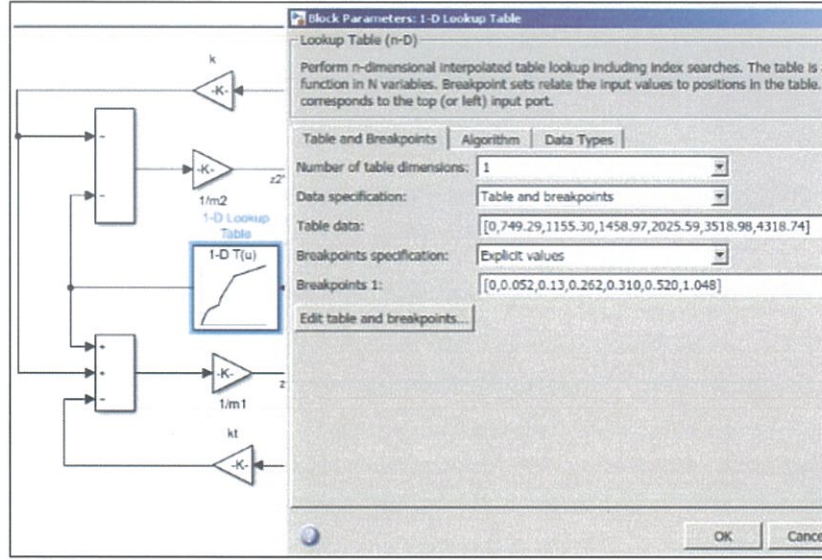 Block Parameters: 1-D Lookup Table
Lookup Table (n-D)
Perform n-dimensional interpolated table lookup including index searches. The table is
function in N variables. Breakpoint sets relate the input values to positions in the table.
corresponds to the top (or left) input port.
Table and Breakpoints
Algorithm
Data Types
Number of table dimensions: 1
Data specification: Table and breakpoints
Table data: [0,749.29,1155.30,1458.97,2025.59,3518.98,4318.74]
Breakpoints specification: Explicit values
Breakpoints 1: [0,0.052,0.13,0.262,0.310,0.520,1.048]
Edit table and breakpoints...
OK
Cance
k
-K-
-K-
z2"
1/m2
1-D Lookup
Table
1-D T(u)
-K-
z
1/m1
kt
-K-